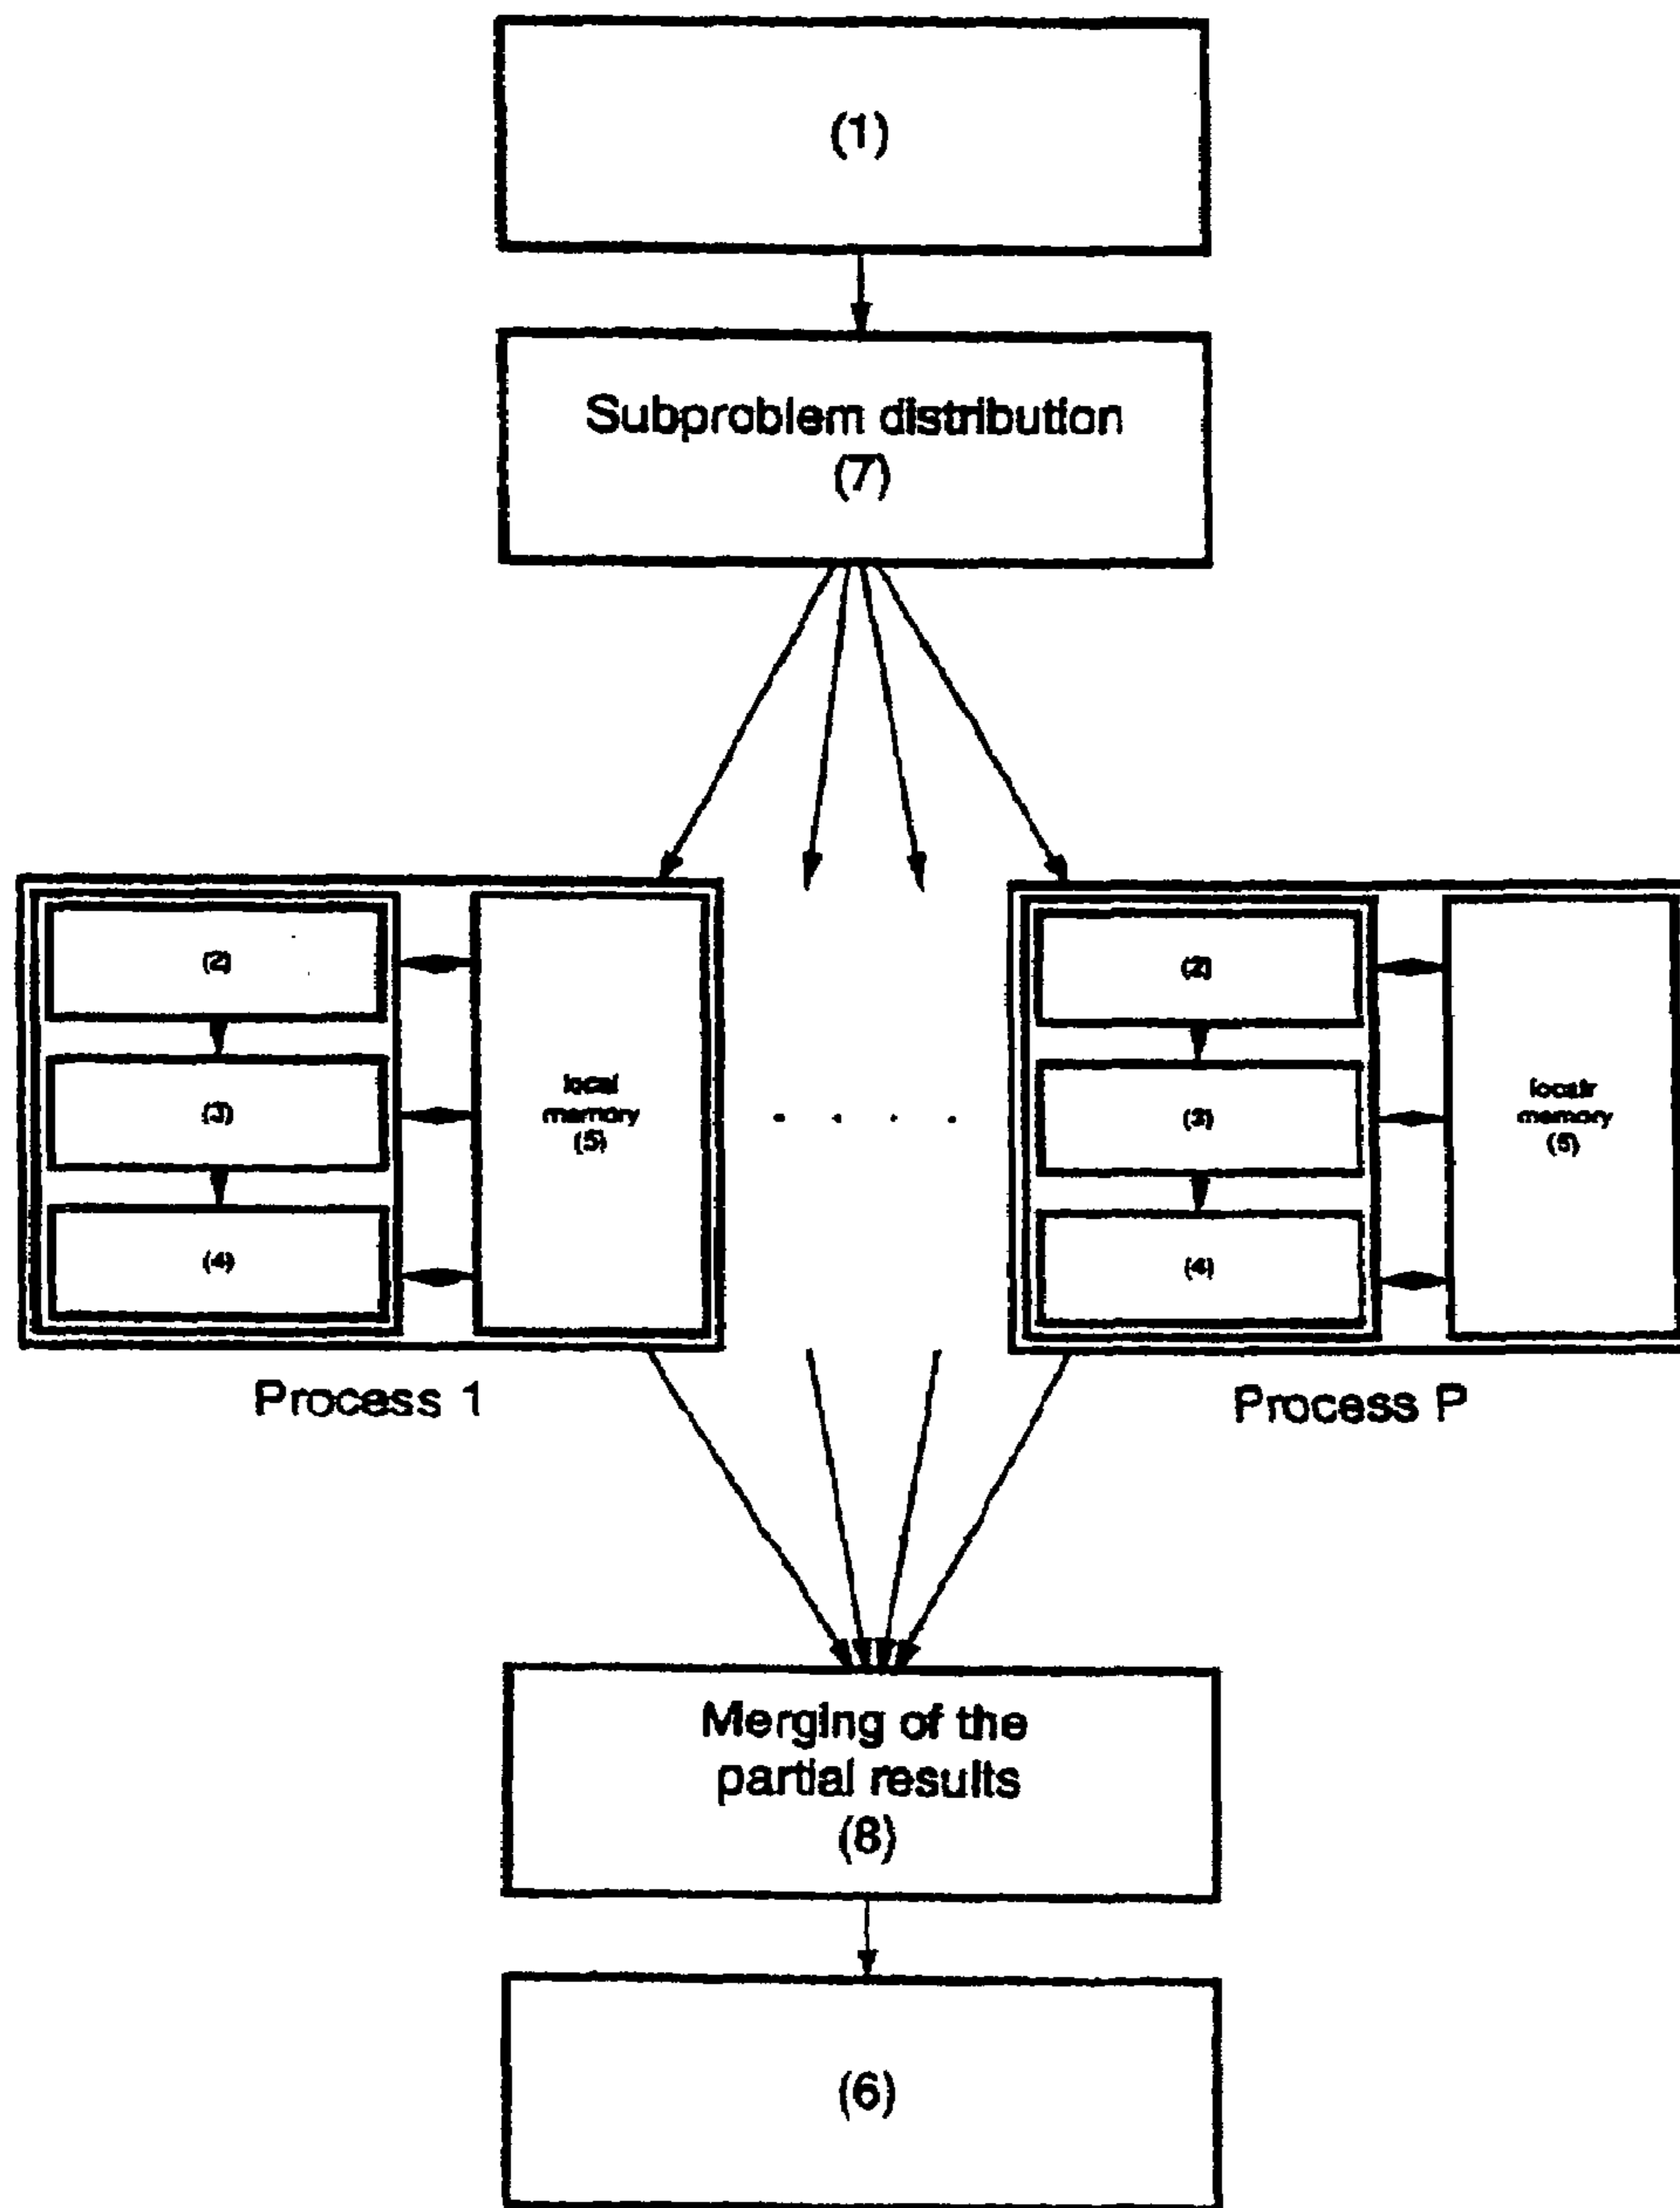 (1)
Subproblem distribution
(7)
(2)
(3)
(4)
local
memory
(5)
. . . .
(2)
(3)
(4)
memory
(5)
Process 1
Process P
Merging of the
partial results
(8)
(6)